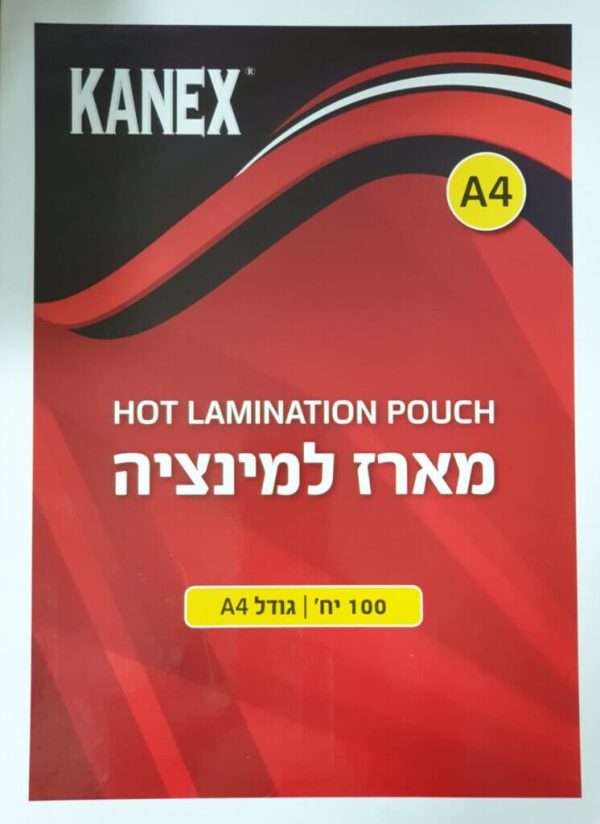 KANEX®
A4
HOT LAMINATION POUCH
מארז למינציה
100 יח' | גודל A4